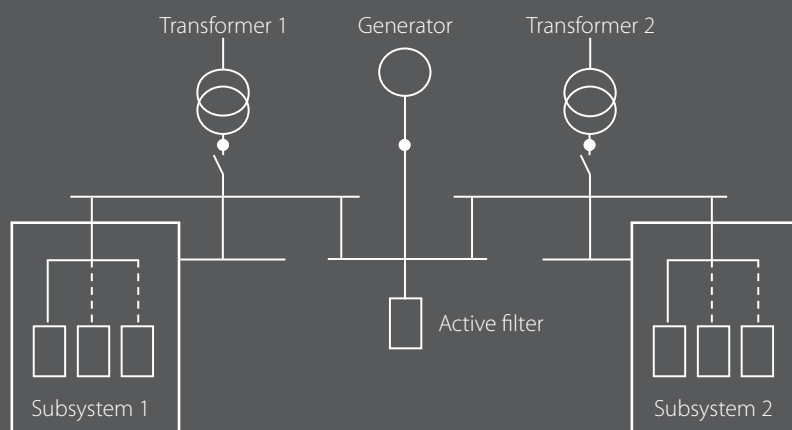 Transformer 1
Generator
Transformer 2
Active filter
Subsystem 1
Subsystem 2